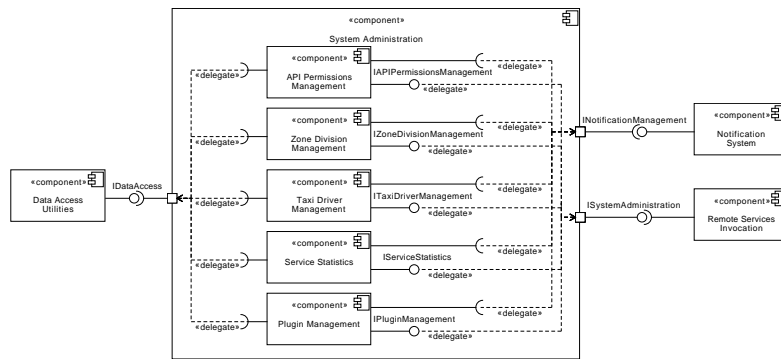 «component»
System Administration
«component»
API Permissions
Management
«delegate»
«delegate»
IAPIPermissionsManagement
«delegate»
«component»
Zone Division
Management
«delegate»
«delegate»
IZoneDivisionManagement
«delegate»
INotificationManagement
«component»
Notification
System
«component»
Data Access
Utilities
IDataAccess
«component»
Taxi Driver
Management
«delegate»
«delegate»
ITaxiDriverManagement
«delegate»
ISystemAdministration
«component»
Remote Services
Invocation
«component»
Service Statistics
«delegate»
«delegate»
IServiceStatistics
«delegate»
«component»
Plugin Management
«delegate»
«delegate»
IPluginManagement
«delegate»